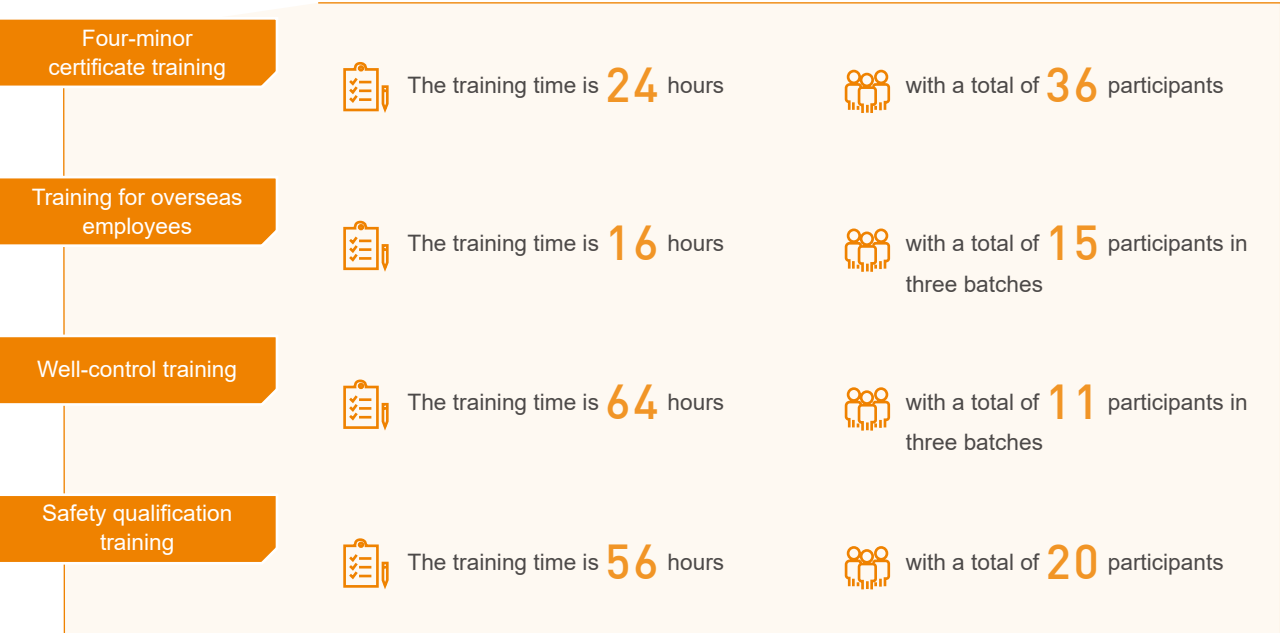 Four-minor
certificate training
The training time is 24 hours
with a total of 36 participants
Training for overseas
employees
The training time is 16 hours
with a total of 15 participants in
three batches
Well-control training
The training time is 64 hours
with a total of 11 participants in
three batches
Safety qualification
training
The training time is 56 hours
with a total of 20 participants